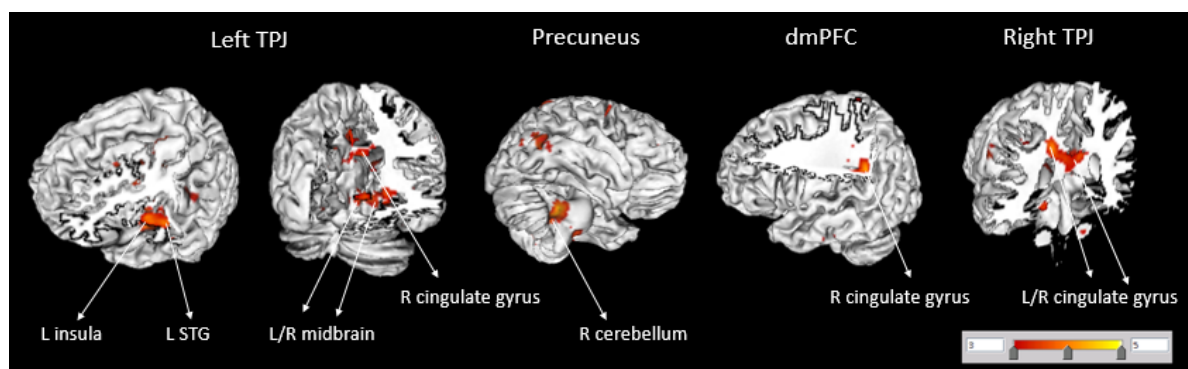 Left TPJ
Precuneus
dmPFC
Right TPJ
R cingulate gyrus
R cingulate gyrus
L/R cingulate gyrus
L insula
L STG
L/R midbrain
R cerebellum
3
5